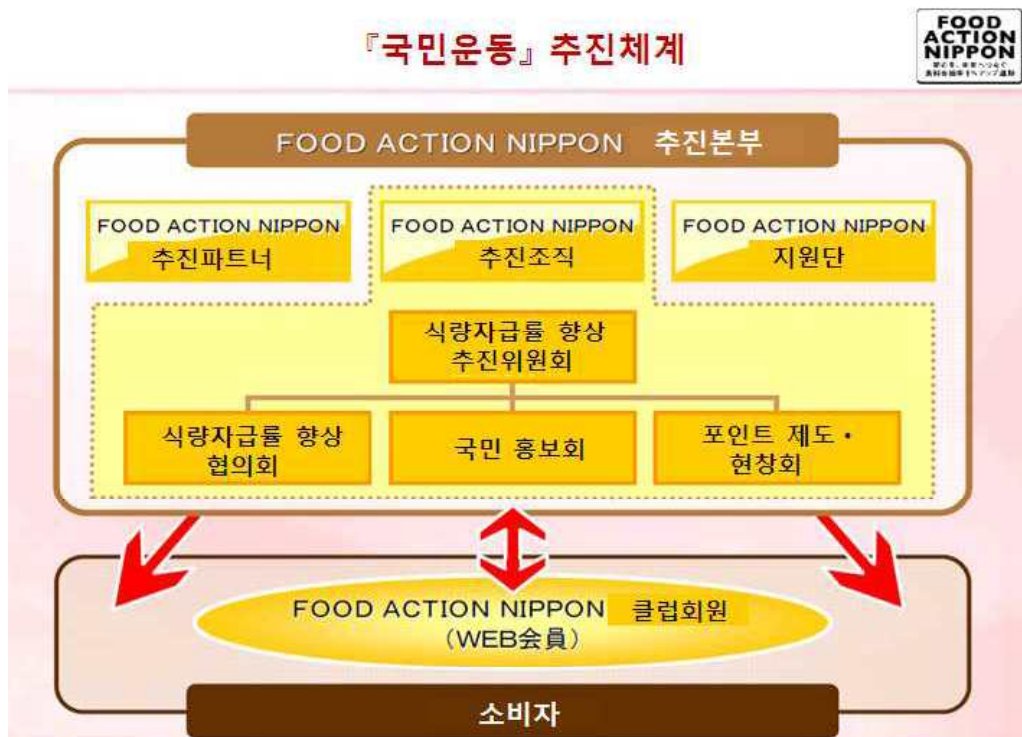 『국민운동』 추진체계
FOOD
ACTION
NIPPON
FOOD ACTION NIPPON 추진본부
FOOD ACTION NIPPON
추진파트너
FOOD ACTION NIPPON
추진조직
FOOD ACTION NIPPON
지원단
식량자급률 향상
추진위원회
식량자급률 향상
협의회
국민 홍보회
포인트 제도・
현창회
FOOD ACTION NIPPON 클럽회원
(WEB会員)
소비자